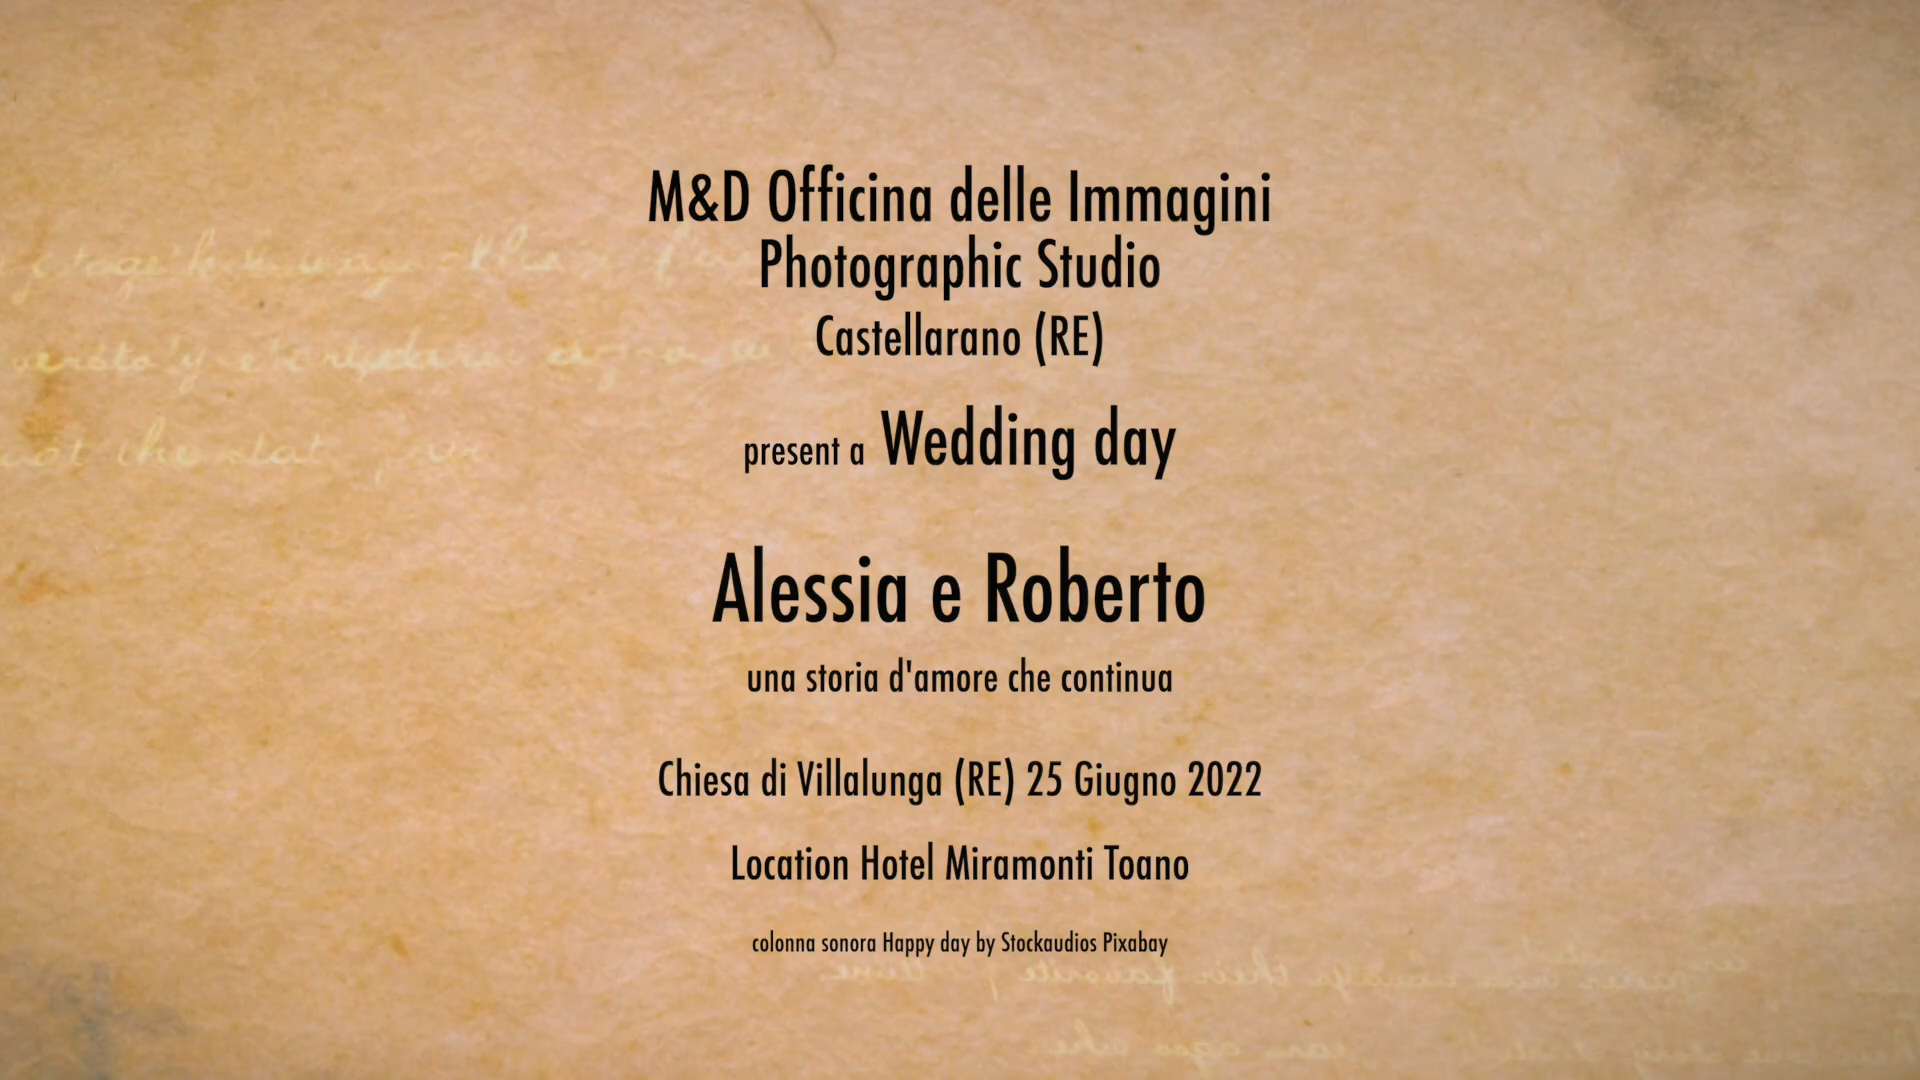 M&D Officina delle Immagini
Photographic Studio
Castellarano (RE)
present a Wedding day
Alessia e Roberto
una storia d'amore che continua
Chiesa di Villalunga (RE) 25 Giugno 2022
Location Hotel Miramonti Toano
colonna sonora Happy day by Stockaudios Pixabay